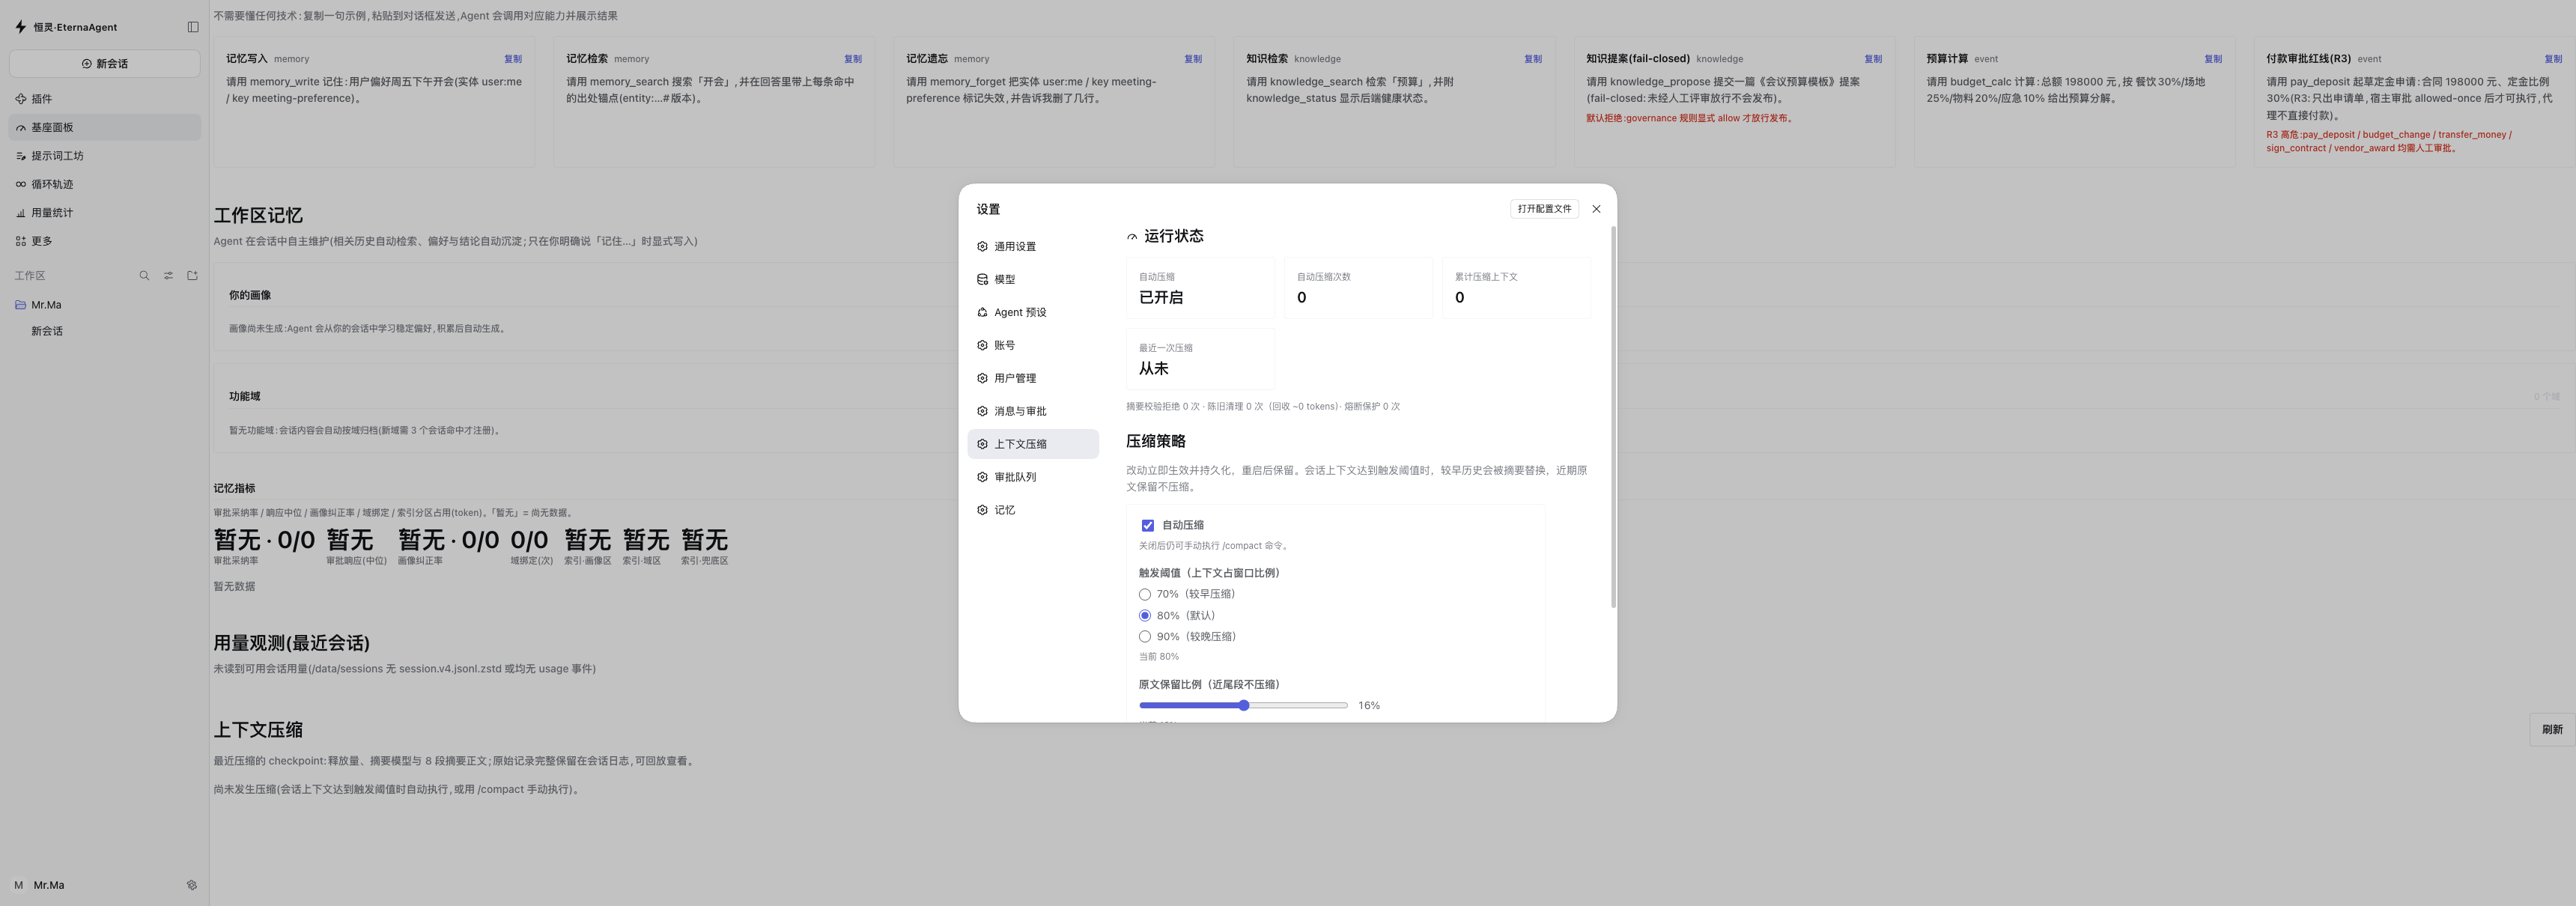 恒灵·EternaAgent
新会话
插件
基座面板
提示词工坊
循环轨迹
用量统计
更多
工作区
Mr.Ma
新会话
M Mr.Ma
不需要懂任何技术:复制一句示例,粘贴到对话框发送,Agent 会调用对应能力并展示结果
记忆写入 memory 复制
请用 memory_write 记住:用户偏好周五下午开会(实体 user:me
/ key meeting-preference)。
记忆检索 memory 复制
请用 memory_search 搜索「开会」,并在回答里带上每条命中
的出处锚点(entity:...# 版本)。
记忆遗忘 memory 复制
请用 memory_forget 把实体 user:me / key meeting-
preference 标记失效,并告诉我删了几行。
知识检索 knowledge 复制
请用 knowledge_search 检索「预算」,并附
knowledge_status 显示后端健康状态。
知识提案(fail-closed) knowledge 复制
请用 knowledge_propose 提交一篇《会议预算模板》提案
(fail-closed:未经人工评审放行不会发布)。
默认拒绝:governance 规则显式 allow 才放行发布。
预算计算 event 复制
请用 budget_calc 计算:总额 198000 元,按 餐饮30%/场地
25%/物料20%/应急10% 给出预算分解。
付款审批红线(R3) event 复制
请用 pay_deposit 起草定金申请:合同 198000 元、定金比例
30%(R3:只出申请单,宿主审批 allowed-once 后才可执行,代
理不直接付款)。
R3 高危:pay_deposit / budget_change / transfer_money /
sign_contract / vendor_award 均需人工审批。
工作区记忆
Agent 在会话中自主维护(相关历史自动检索、偏好与结论自动沉淀;只在你明确说「记住...」时显式写入)
你的画像
画像尚未生成:Agent 会从你的会话中学习稳定偏好,积累后自动生成。
功能域
0 个域
暂无功能域:会话内容会自动按域归档(新域需 3 个会话命中才注册)。
记忆指标
审批采纳率 / 响应中位 / 画像纠正率 / 域绑定 / 索引分区占用(token)。「暂无」= 尚无数据。
暂无 · 0/0 暂无 暂无 · 0/0 0/0 暂无 暂无 暂无
审批采纳率 审批响应(中位) 画像纠正率 域绑定(次) 索引·画像区 索引·域区 索引·兜底区
暂无数据
用量观测(最近会话)
未读到可用会话用量(/data/sessions 无 session.v4.jsonl.zstd 或均无 usage 事件)
上下文压缩
刷新
最近压缩的 checkpoint:释放量、摘要模型与 8 段摘要正文;原始记录完整保留在会话日志,可回放查看。
尚未发生压缩(会话上下文达到触发阈值时自动执行,或用 /compact 手动执行)。
设置
打开配置文件
通用设置
模型
Agent 预设
账号
用户管理
消息与审批
上下文压缩
审批队列
记忆
运行状态
自动压缩
已开启
自动压缩次数
0
累计压缩上下文
0
最近一次压缩
从未
摘要校验拒绝 0 次 · 陈旧清理 0 次（回收 ~0 tokens）· 熔断保护 0 次
压缩策略
改动立即生效并持久化，重启后保留。会话上下文达到触发阈值时，较早历史会被摘要替换，近期原
文保留不压缩。
自动压缩
关闭后仍可手动执行 /compact 命令。
触发阈值（上下文占窗口比例）
70%（较早压缩）
80%（默认）
90%（较晚压缩）
当前 80%
原文保留比例（近尾段不压缩）
16%